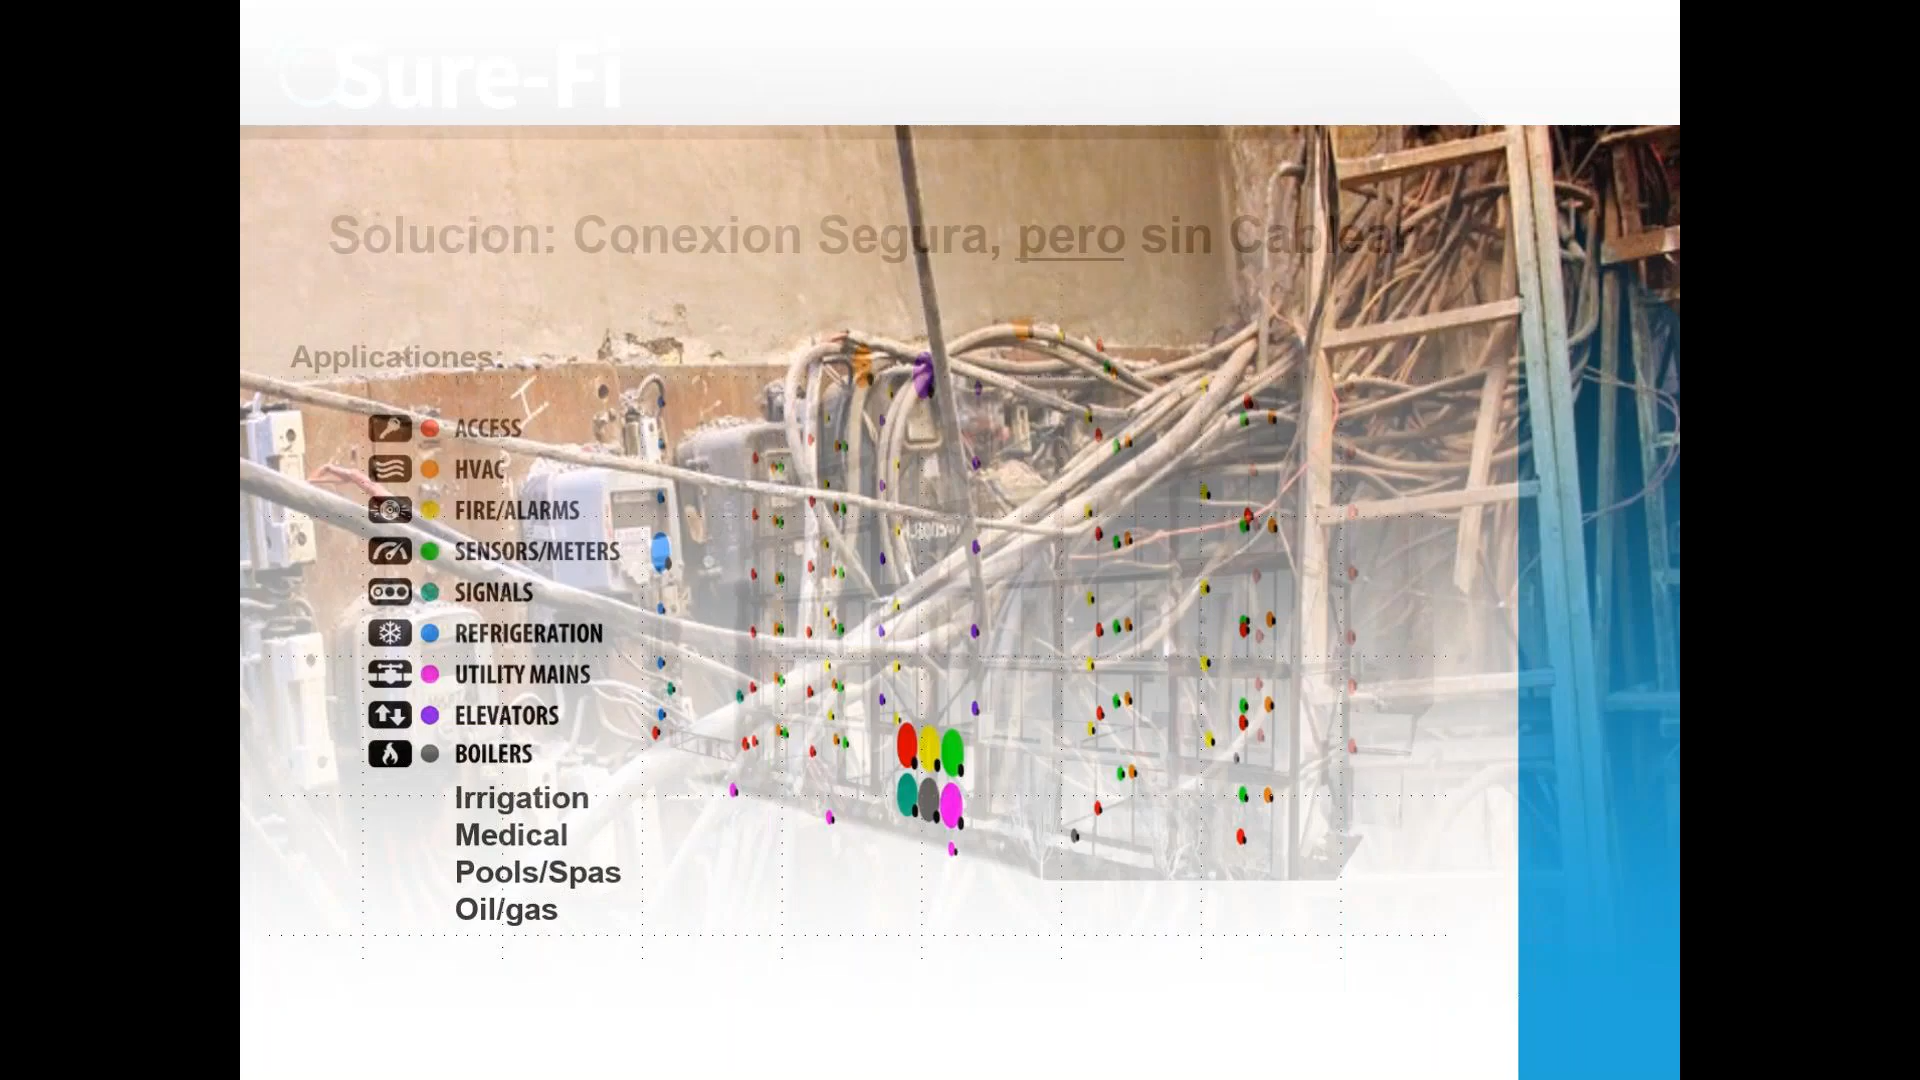 Sure-Fi
Solucion: Conexion Segura, pero sin Cablear
Applicationes:
ACCESS
HVAC
FIRE/ALARMS
SENSORS/METERS
SIGNALS
REFRIGERATION
UTILITY MAINS
ELEVATORS
BOILERS
Irrigation
Medical
Pools/Spas
Oil/gas